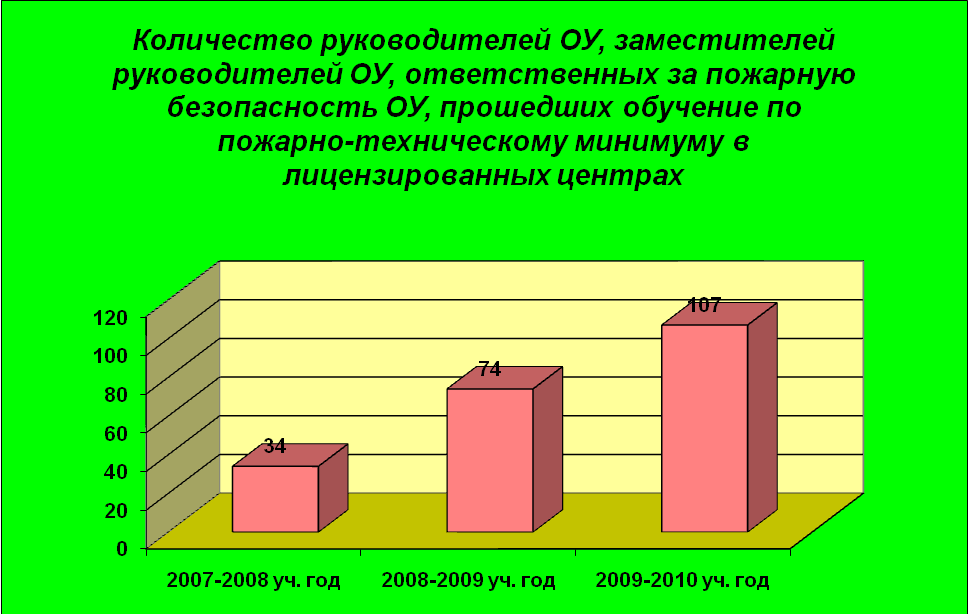 Количество руководителей ОУ, заместителей
руководителей ОУ, ответственных за пожарную
безопасность ОУ, прошедших обучение по
пожарно-техническому минимуму в
лицензированных центрах
120
100
80
60
40
20
0
34
74
107
2007-2008 уч. год
2008-2009 уч. год
2009-2010 уч. год